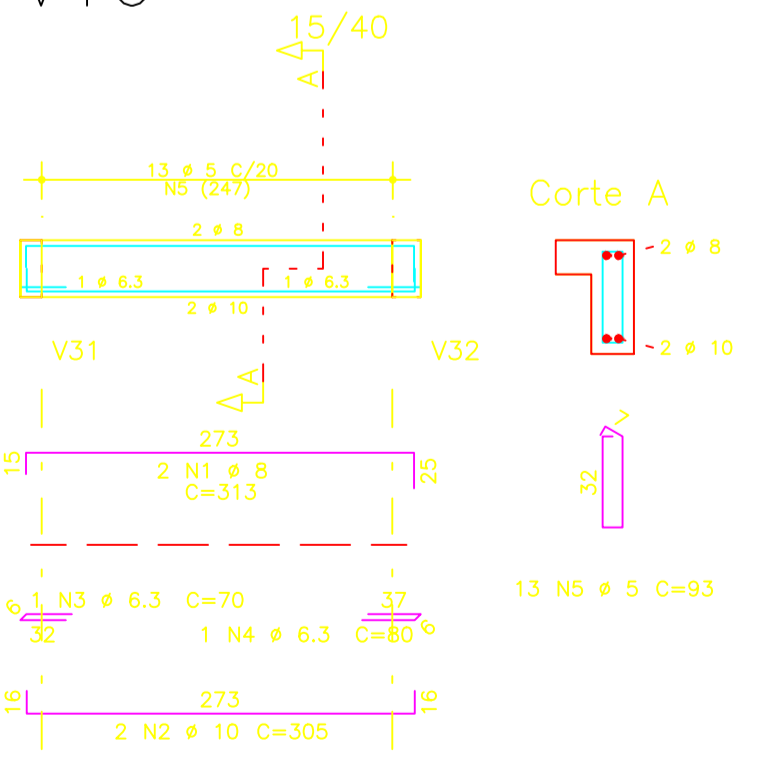 15/40
A
13 ø 5 C/20
N5 (247)
2 ø 8
1 ø 6.3
1 ø 6.3
2 ø 10
V31
V32
A
Corte A
2 ø 8
2 ø 10
273
15
25
2 N1 ø 8
C=313
32
7
13 N5 ø 5 C=93
6
1 N3 ø 6.3 C=70
37
32
1 N4 ø 6.3 C=80
6
273
16
16
2 N2 ø 10 C=305